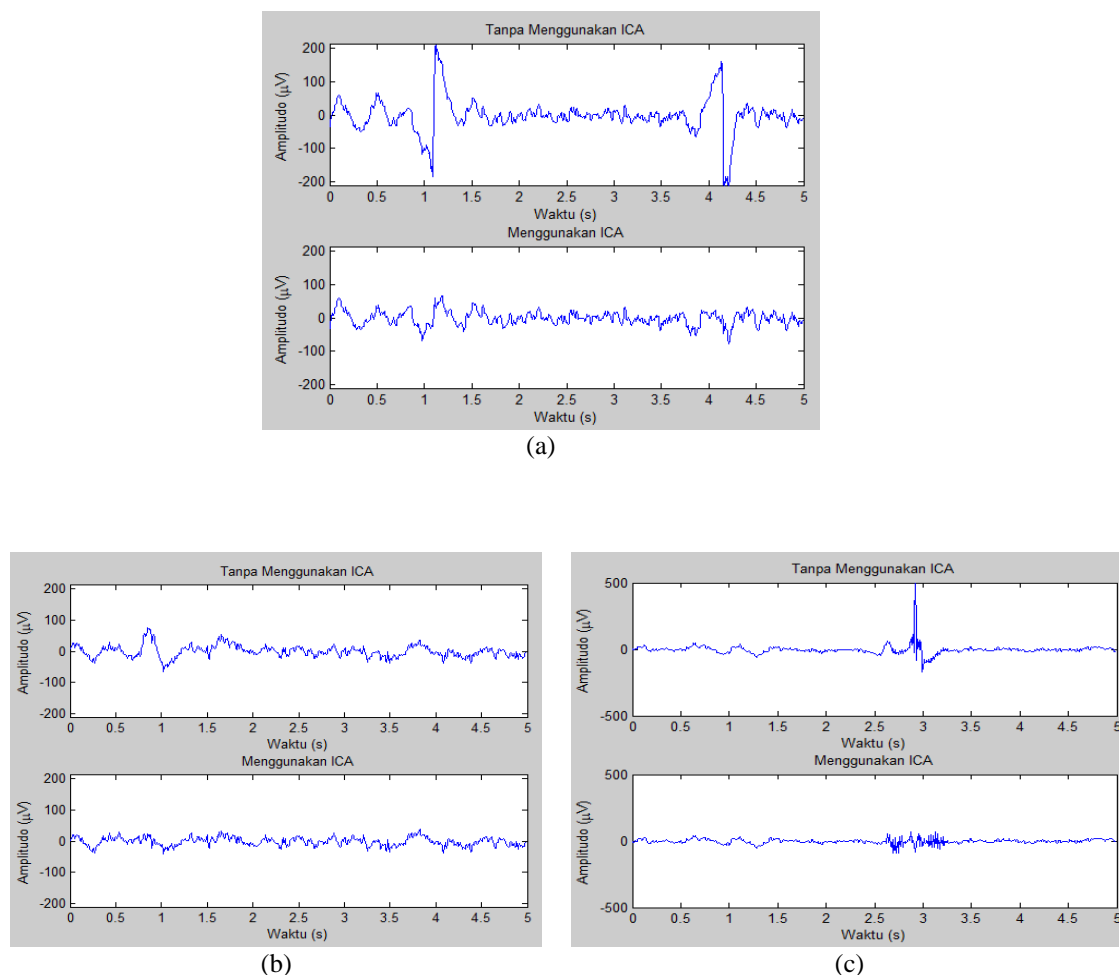 Tanpa Menggunakan ICA
Amplitudo (μV)
200
100
0
-100
-200
0 0.5 1 1.5 2 2.5 3 3.5 4 4.5 5
Waktu (s)
Menggunakan ICA
Amplitudo (μV)
200
100
0
-100
-200
0 0.5 1 1.5 2 2.5 3 3.5 4 4.5 5
Waktu (s)
(a)
Tanpa Menggunakan ICA
Amplitudo (μV)
200
100
0
-100
-200
0 0.5 1 1.5 2 2.5 3 3.5 4 4.5 5
Waktu (s)
Menggunakan ICA
Amplitudo (μV)
200
100
0
-100
-200
0 0.5 1 1.5 2 2.5 3 3.5 4 4.5 5
Waktu (s)
(b)
Tanpa Menggunakan ICA
Amplitudo (μV)
500
0
-500
0 0.5 1 1.5 2 2.5 3 3.5 4 4.5 5
Waktu (s)
Menggunakan ICA
Amplitudo (μV)
500
0
-500
0 0.5 1 1.5 2 2.5 3 3.5 4 4.5 5
Waktu (s)
(c)